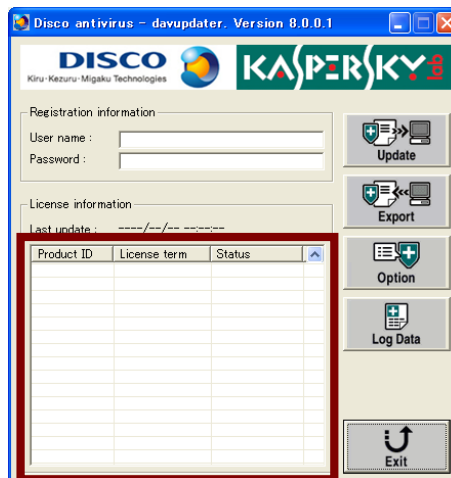 Disco antivirus - davupdater. Version 8.0.0.1
DISCO
Kiru-Kezuru-Migaku Technologies
KASPERSKY lab
Registration information
User name :
Password :
Update
License information
Last update : ----/--/-- --:--:--
Export
Product ID License term Status
Option
Log Data
Exit